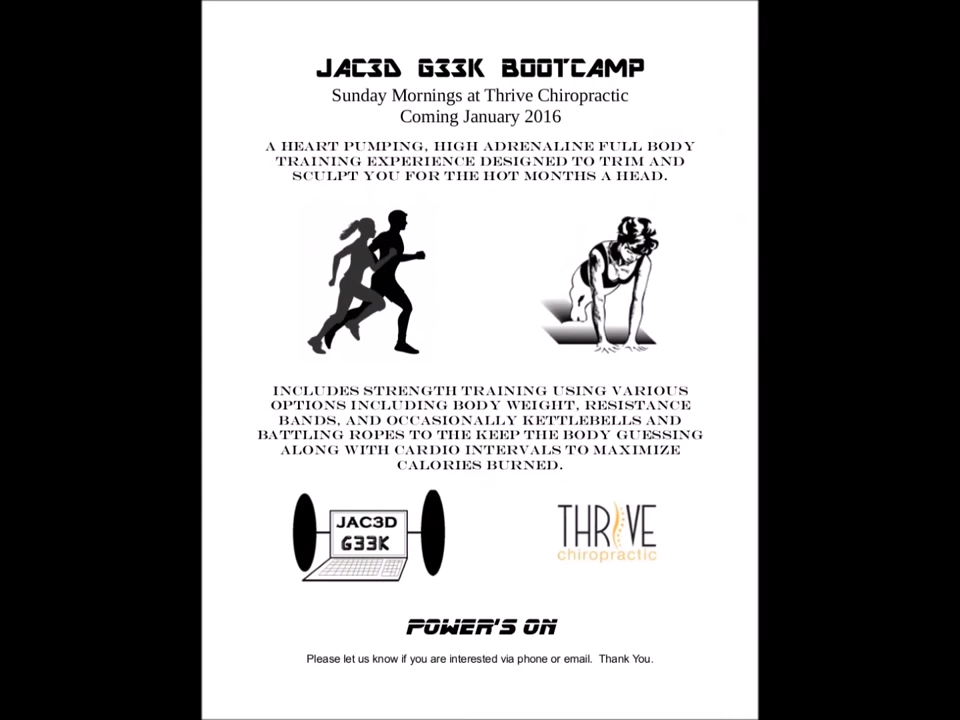 JAC3D G33K BOOTCAMP
Sunday Mornings at Thrive Chiropractic
Coming January 2016
A HEART PUMPING, HIGH ADRENALINE FULL BODY
TRAINING EXPERIENCE DESIGNED TO TRIM AND
SCULPT YOU FOR THE HOT MONTHS A HEAD.
INCLUDES STRENGTH TRAINING USING VARIOUS
OPTIONS INCLUDING BODY WEIGHT, RESISTANCE
BANDS, AND OCCASIONALLY KETTLEBELLS AND
BATTLING ROPES TO THE KEEP THE BODY GUESSING
ALONG WITH CARDIO INTERVALS TO MAXIMIZE
CALORIES BURNED.
JAC3D
G33K
THRIVE
chiropractic
POWER'S ON
Please let us know if you are interested via phone or email.  Thank You.